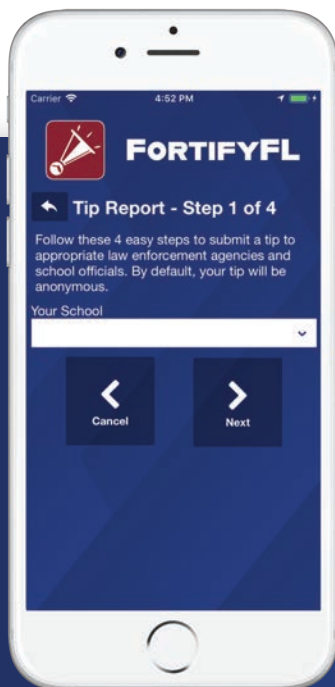 Carrier 4:52 PM
FORTIFYFL
Tip Report - Step 1 of 4
Follow these 4 easy steps to submit a tip to
appropriate law enforcement agencies and
school officials. By default, your tip will be
anonymous.
Your School
Cancel Next